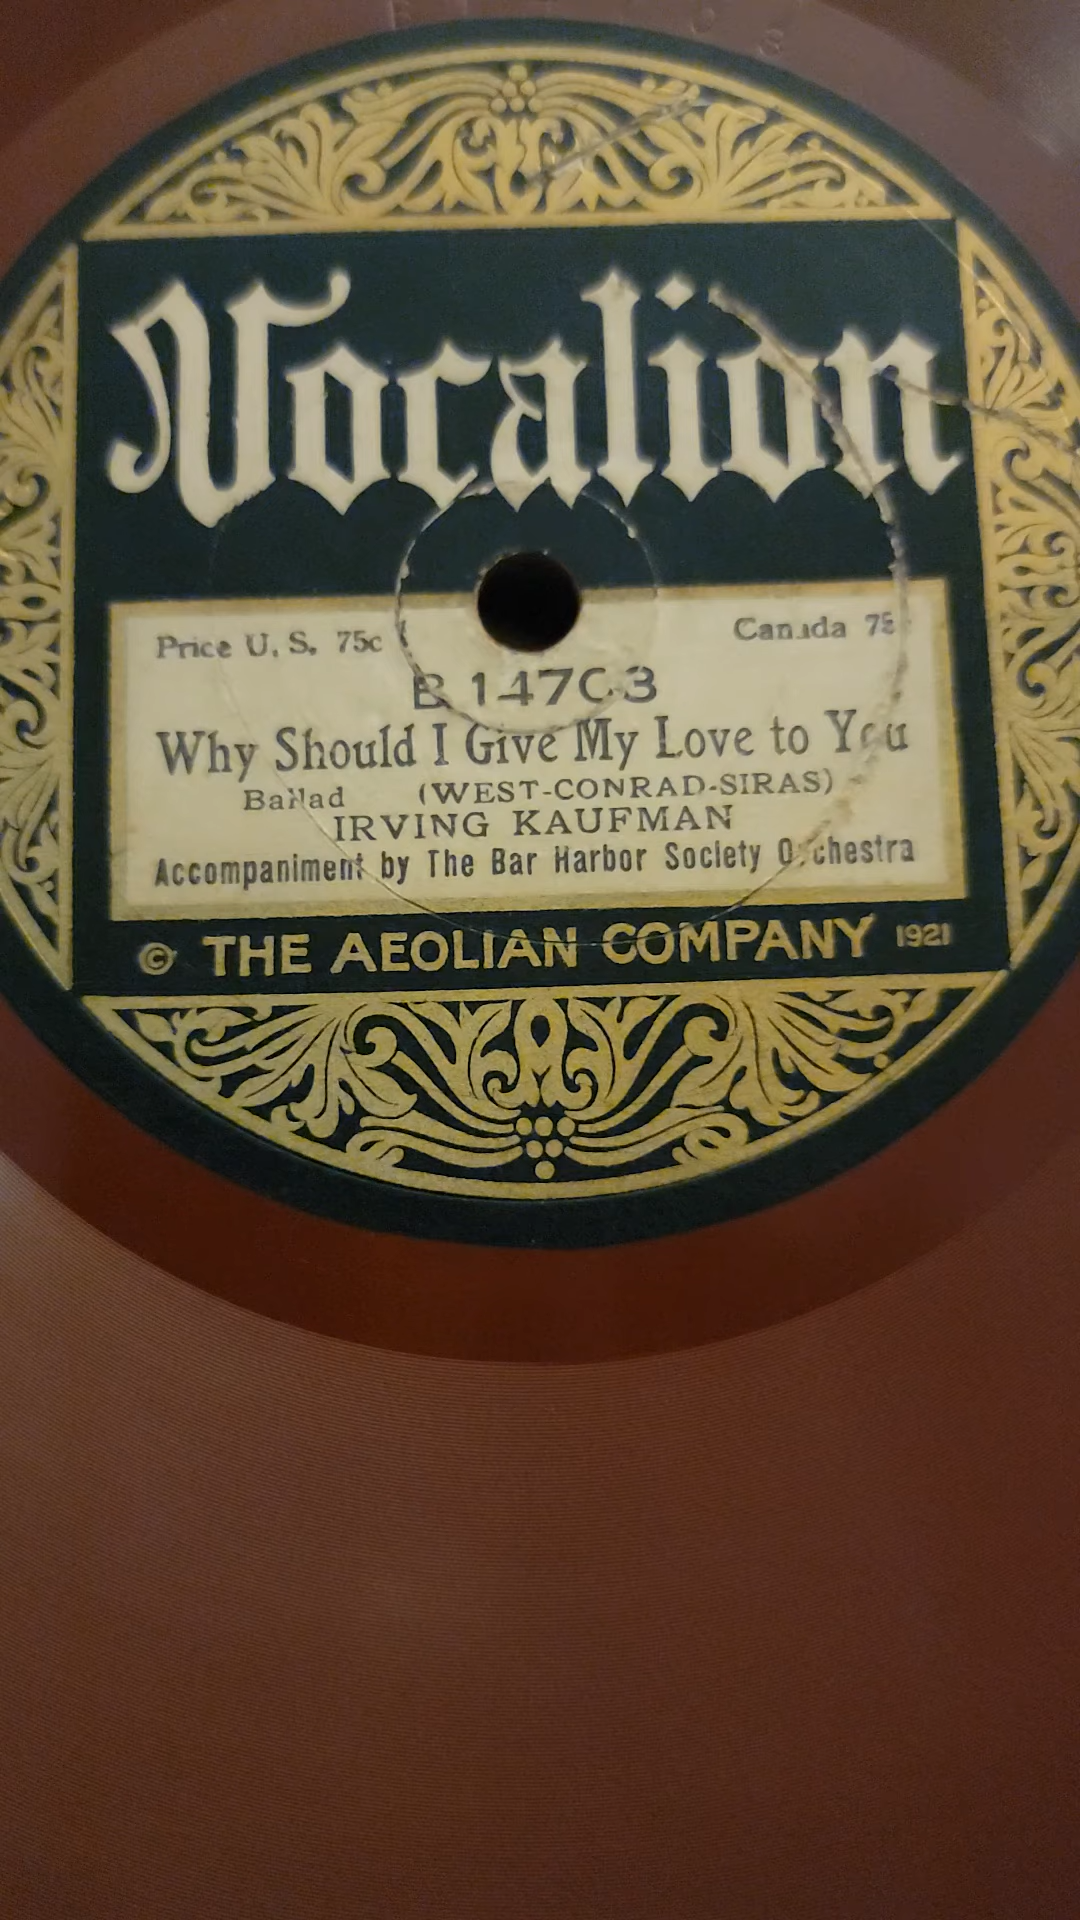 Vocalion
Price U. S. 75c Canada 75
B 14703
Why Should I Give My Love to You
Ballad (WEST-CONRAD-SIRAS)
IRVING KAUFMAN
Accompaniment by The Bar Harbor Society Orchestra
© THE AEOLIAN COMPANY 1921